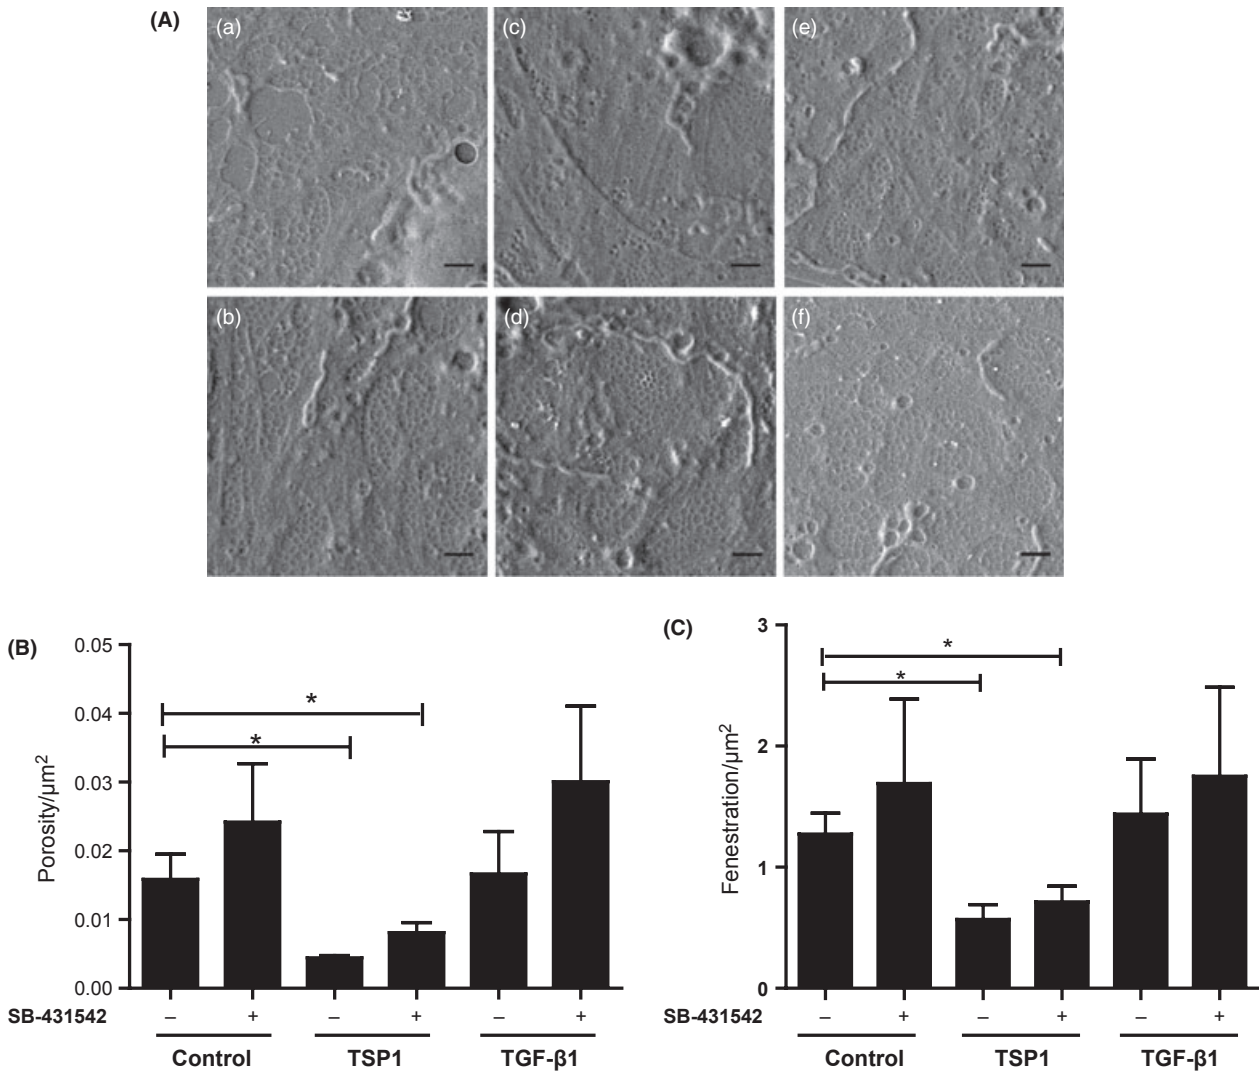 (A)
(a) (c) (e)
(b) (d) (f)
(B)
0.05
0.04
0.03
0.02
0.01
0.00
Porosity/µm2
*
*
SB-431542 – + – + – +
Control TSP1 TGF-β1
(C)
3
2
1
0
Fenestration/µm2
*
*
SB-431542 – + – + – +
Control TSP1 TGF-β1